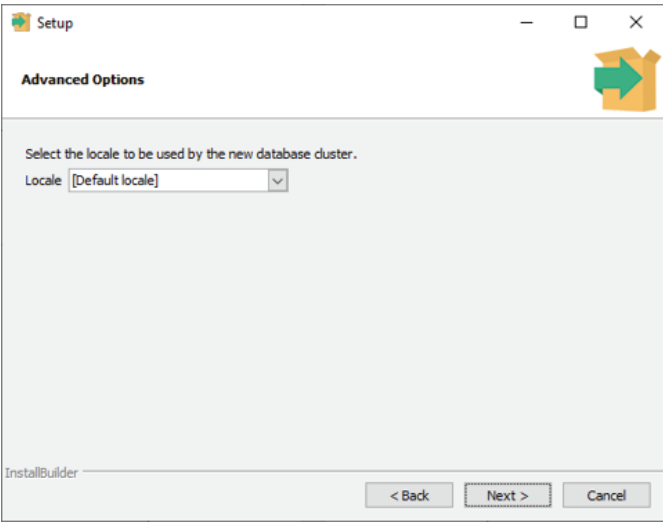 Setup
Advanced Options
Select the locale to be used by the new database cluster.
Locale [Default locale]
InstallBuilder
< Back Next > Cancel